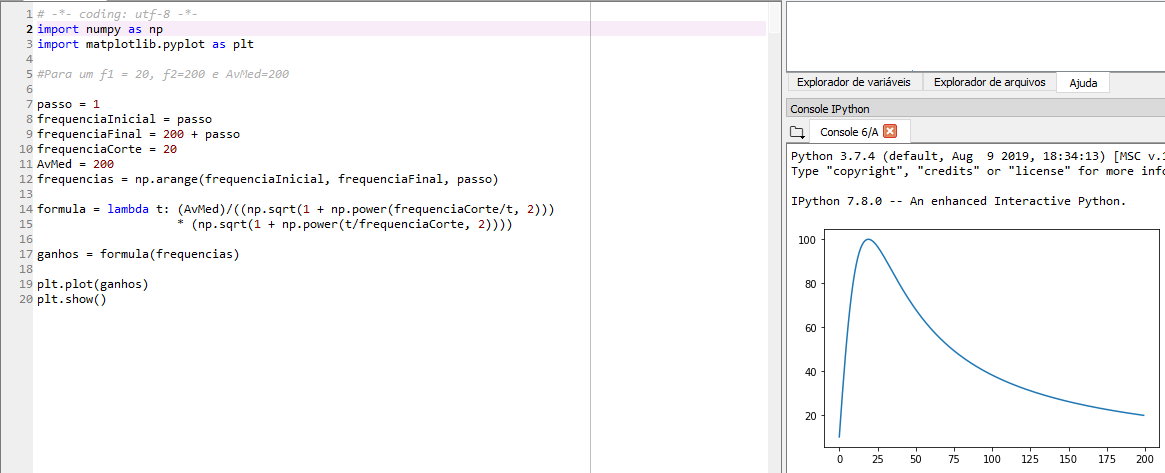 1 # -*- coding: utf-8 -*-
2 import numpy as np
3 import matplotlib.pyplot as plt
4
5 #Para um f1 = 20, f2=200 e AvMed=200
6
7 passo = 1
8 frequenciaInicial = passo
9 frequenciaFinal = 200 + passo
10 frequenciaCorte = 20
11 AvMed = 200
12 frequencias = np.arange(frequenciaInicial, frequenciaFinal, passo)
13
14 formula = lambda t: (AvMed)/((np.sqrt(1 + np.power(frequenciaCorte/t, 2)))
15 * (np.sqrt(1 + np.power(t/frequenciaCorte, 2))))
16
17 ganhos = formula(frequencias)
18
19 plt.plot(ganhos)
20 plt.show()
Explorador de variáveis Explorador de arquivos Ajuda
Console IPython
Console 6/A
Python 3.7.4 (default, Aug 9 2019, 18:34:13) [MSC v.1
Type "copyright", "credits" or "license" for more info
IPython 7.8.0 -- An enhanced Interactive Python.
100
80
60
40
20
0 25 50 75 100 125 150 175 200